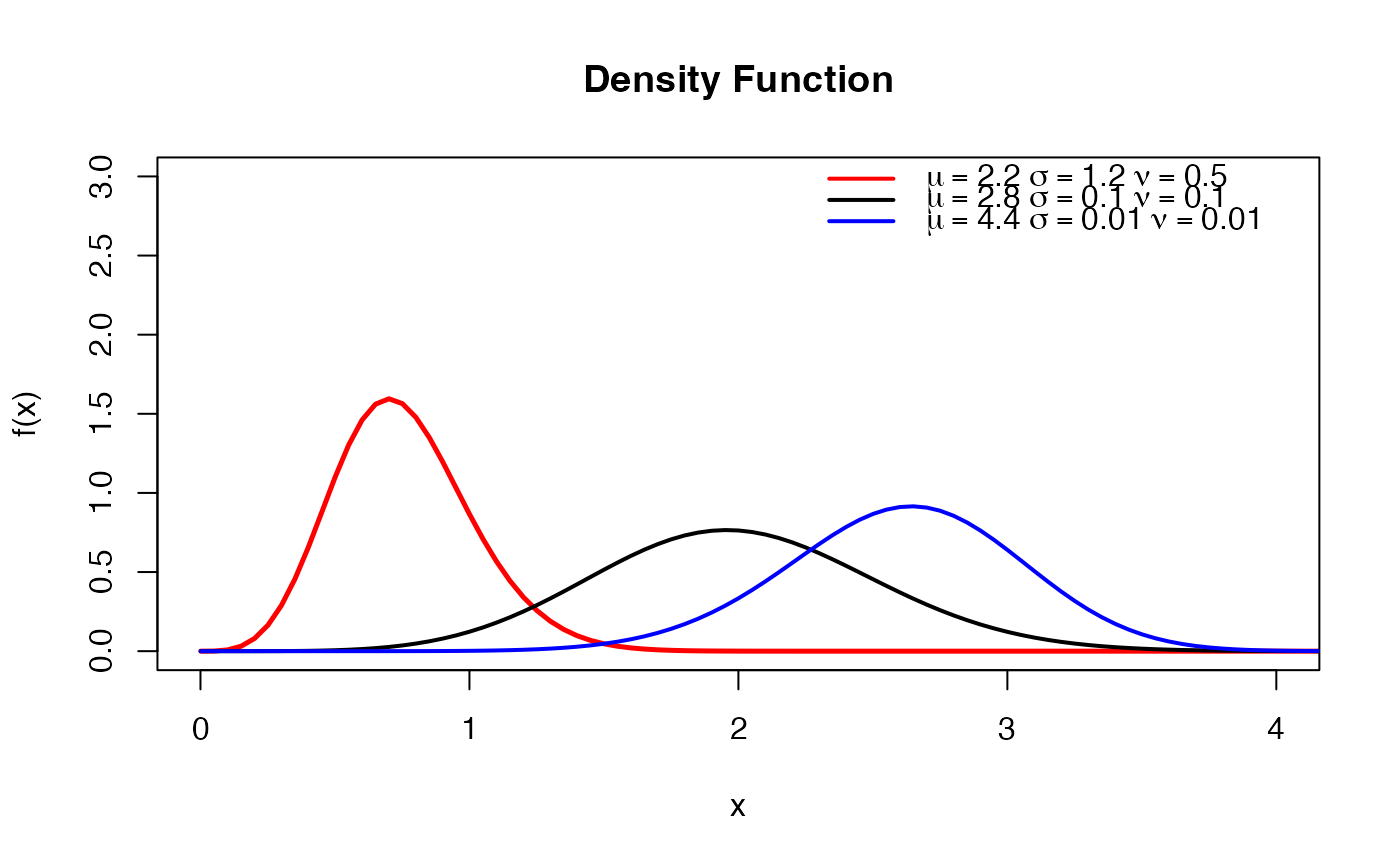 Density Function
μ = 2.2 σ = 1.2 ν = 0.5
μ = 2.8 σ = 0.1 ν = 0.1
μ = 4.4 σ = 0.01 ν = 0.01
f(x)
3.0
2.5
2.0
1.5
1.0
0.5
0.0
0 1 2 3 4
x